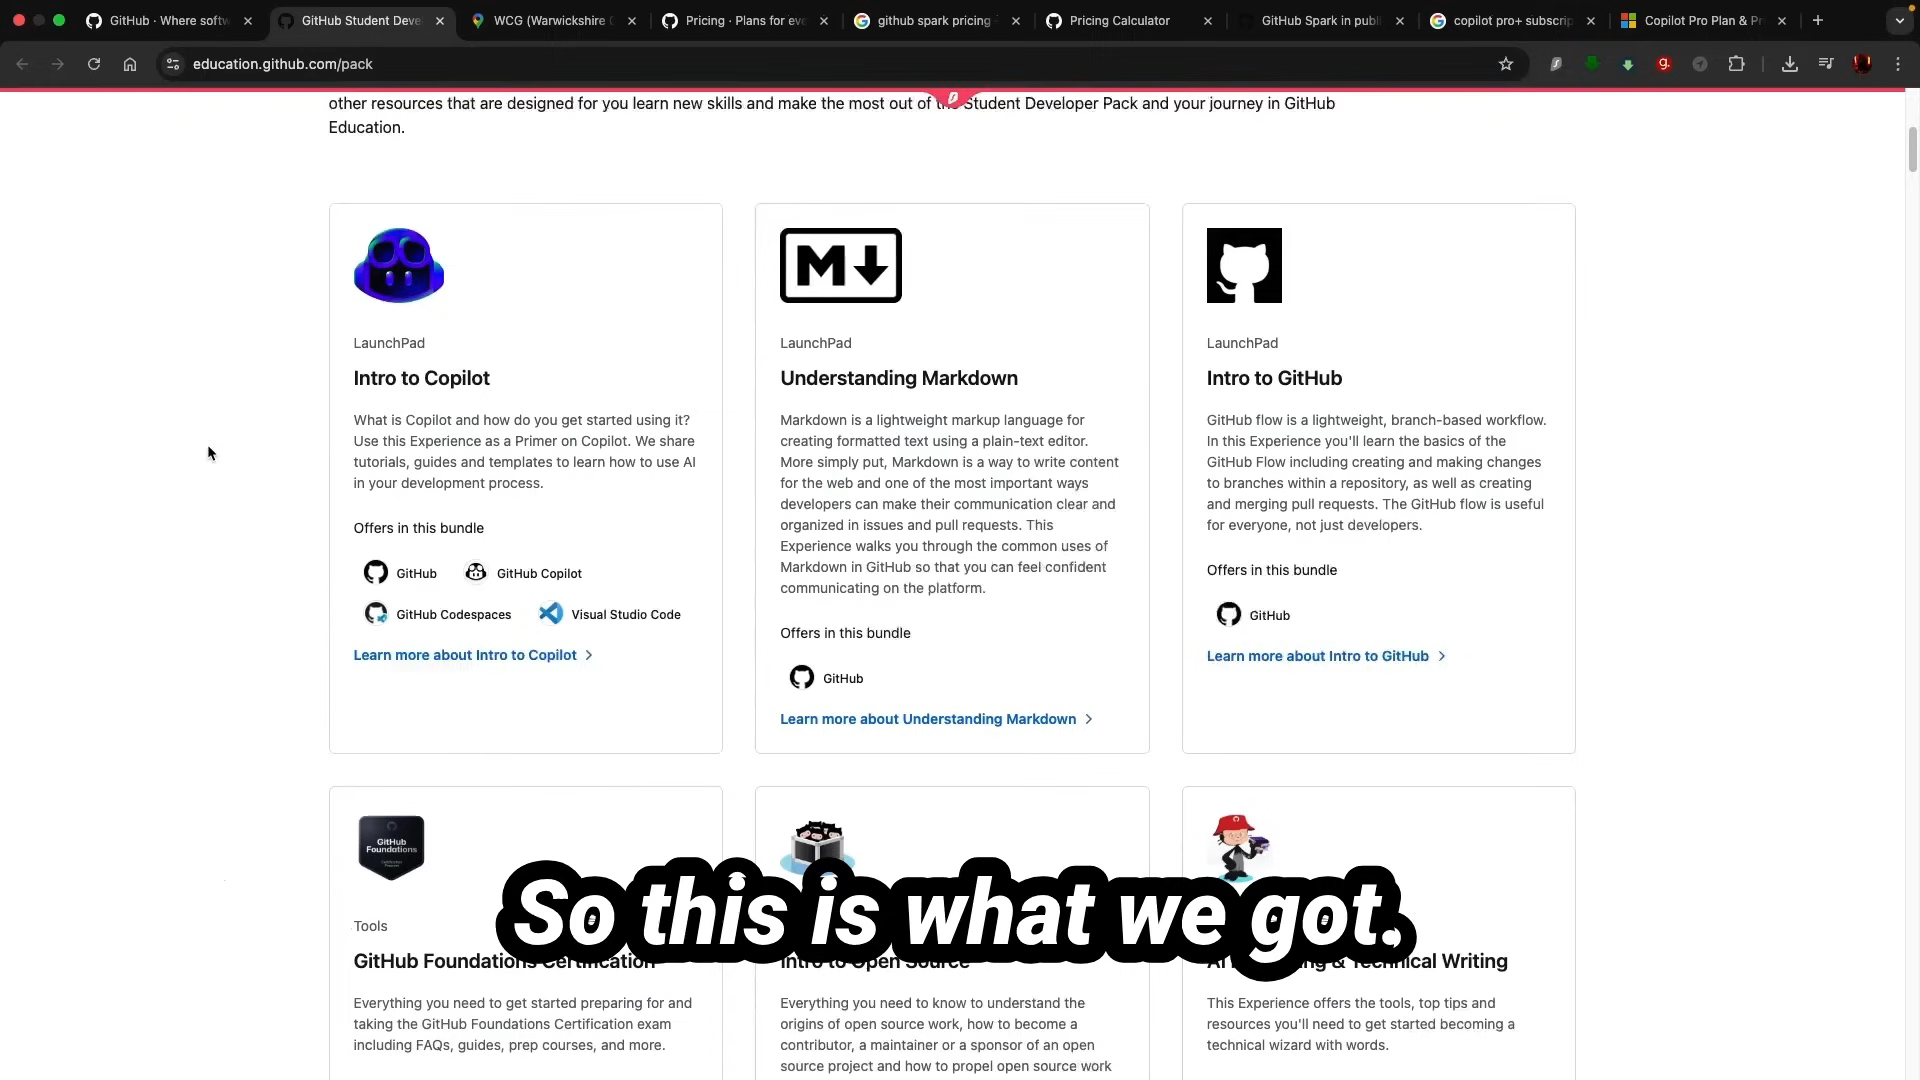 GitHub · Where softw
GitHub Student Deve
WCG (Warwickshire
Pricing · Plans for eve
github spark pricing -
Pricing Calculator
GitHub Spark in publ
copilot pro+ subscrip
Copilot Pro Plan & Pr
education.github.com/pack
other resources that are designed for you learn new skills and make the most out of the Student Developer Pack and your journey in GitHub
Education.
LaunchPad
Intro to Copilot
What is Copilot and how do you get started using it?
Use this Experience as a Primer on Copilot. We share
tutorials, guides and templates to learn how to use AI
in your development process.
Offers in this bundle
GitHub GitHub Copilot
GitHub Codespaces Visual Studio Code
Learn more about Intro to Copilot
M
LaunchPad
Understanding Markdown
Markdown is a lightweight markup language for
creating formatted text using a plain-text editor.
More simply put, Markdown is a way to write content
for the web and one of the most important ways
developers can make their communication clear and
organized in issues and pull requests. This
Experience walks you through the common uses of
Markdown in GitHub so that you can feel confident
communicating on the platform.
Offers in this bundle
GitHub
Learn more about Understanding Markdown
LaunchPad
Intro to GitHub
GitHub flow is a lightweight, branch-based workflow.
In this Experience you'll learn the basics of the
GitHub Flow including creating and making changes
to branches within a repository, as well as creating
and merging pull requests. The GitHub flow is useful
for everyone, not just developers.
Offers in this bundle
GitHub
Learn more about Intro to GitHub
GitHub
Foundations
Tools
GitHub Foundations Certification
Everything you need to get started preparing for and
taking the GitHub Foundations Certification exam
including FAQs, guides, prep courses, and more.
Intro to Open Source
Everything you need to know to understand the
origins of open source work, how to become a
contributor, a maintainer or a sponsor of an open
source project and how to propel open source work
& Technical Writing
This Experience offers the tools, top tips and
resources you'll need to get started becoming a
technical wizard with words.
So this is what we got.